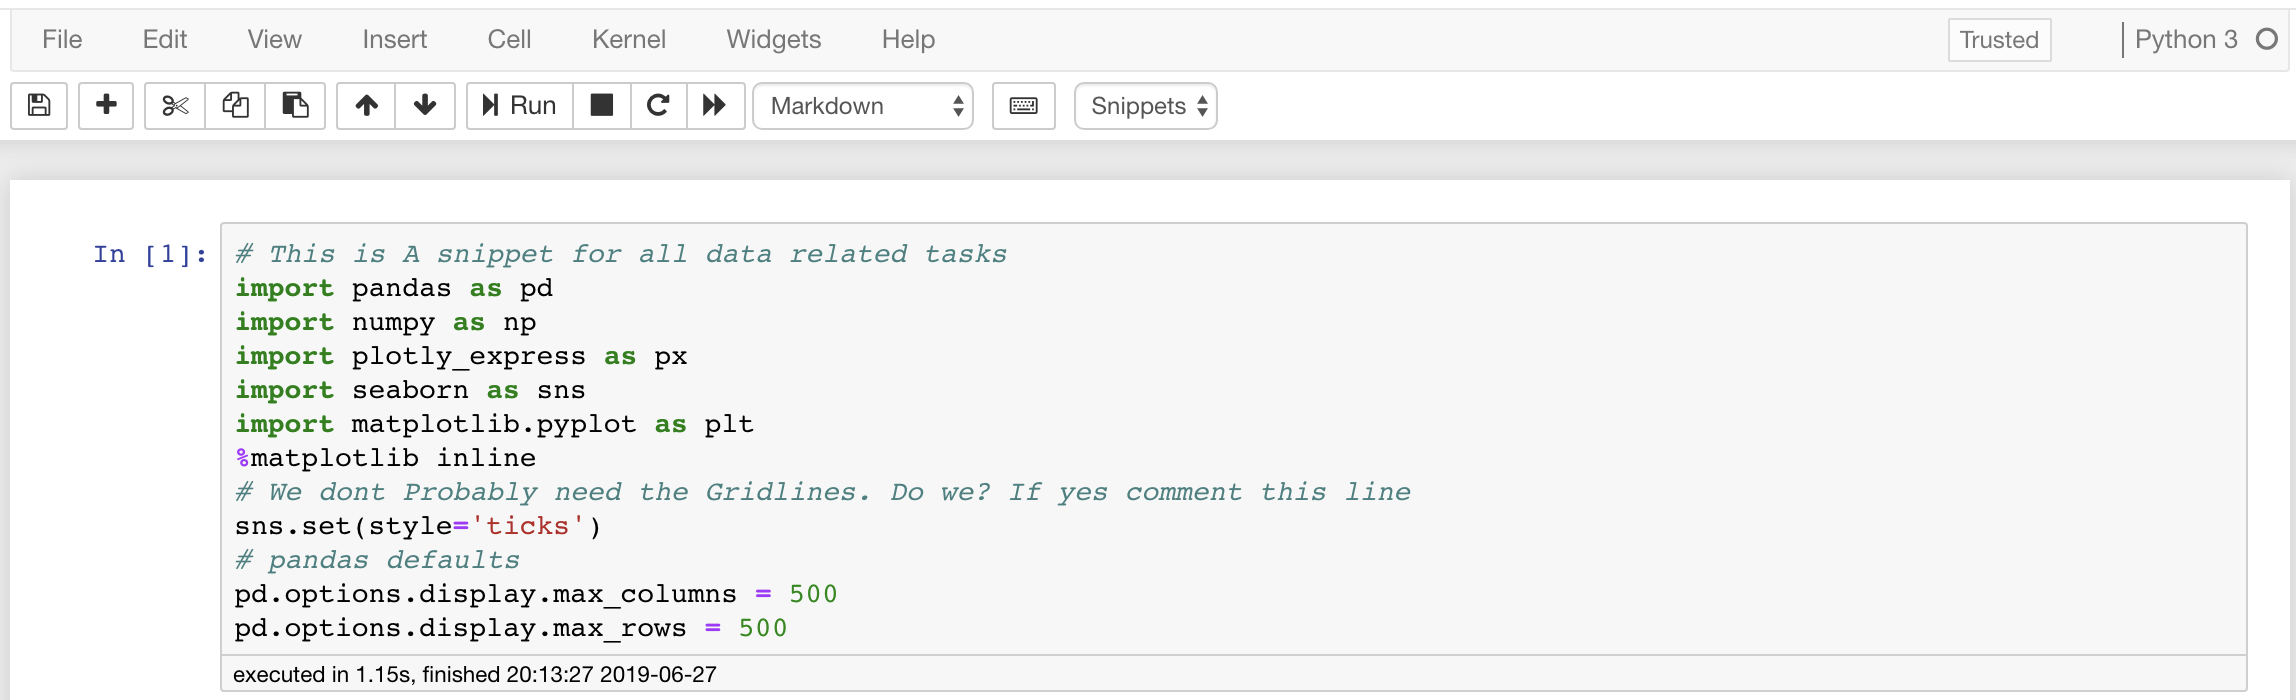 File Edit View Insert Cell Kernel Widgets Help Trusted Python 3
Run Markdown Snippets
In [1]:
# This is A snippet for all data related tasks
import pandas as pd
import numpy as np
import plotly_express as px
import seaborn as sns
import matplotlib.pyplot as plt
%matplotlib inline
# We dont Probably need the Gridlines. Do we? If yes comment this line
sns.set(style='ticks')
# pandas defaults
pd.options.display.max_columns = 500
pd.options.display.max_rows = 500
executed in 1.15s, finished 20:13:27 2019-06-27